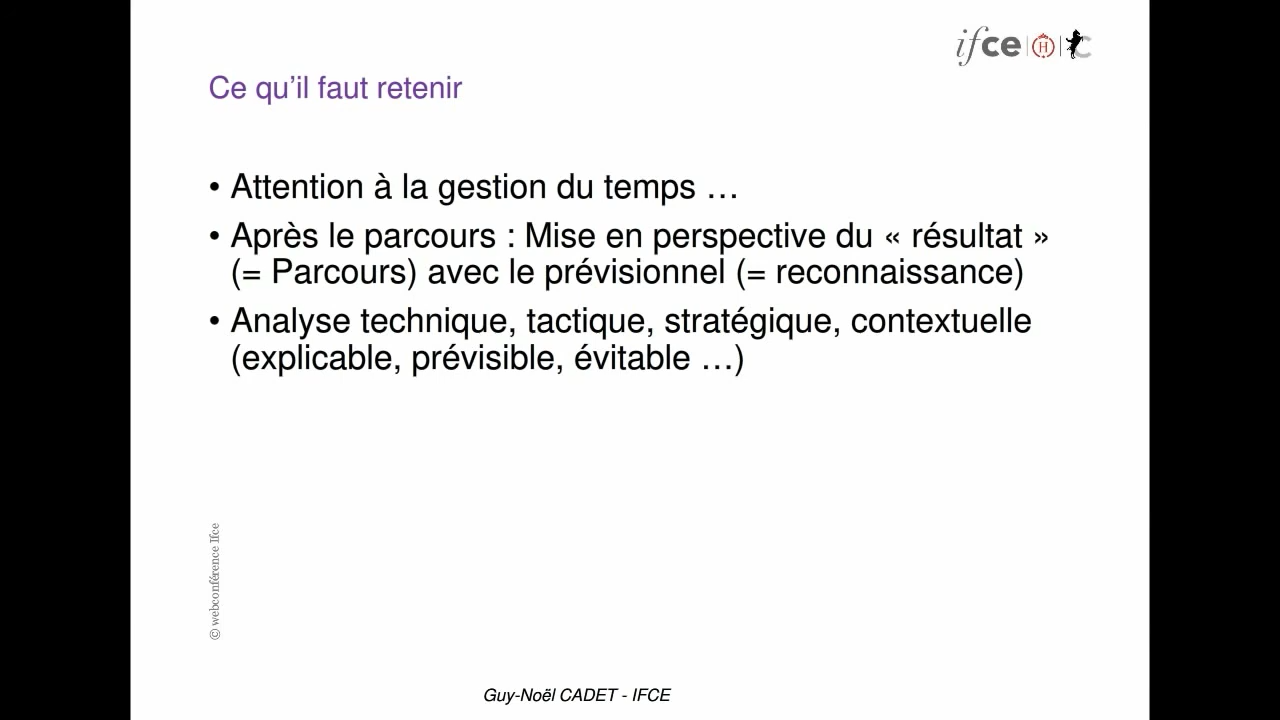 ifce H C
Ce qu’il faut retenir
• Attention à la gestion du temps …
• Après le parcours : Mise en perspective du « résultat »
(= Parcours) avec le prévisionnel (= reconnaissance)
• Analyse technique, tactique, stratégique, contextuelle
(explicable, prévisible, évitable …)
© webconférence Ifce
Guy-Noël CADET - IFCE